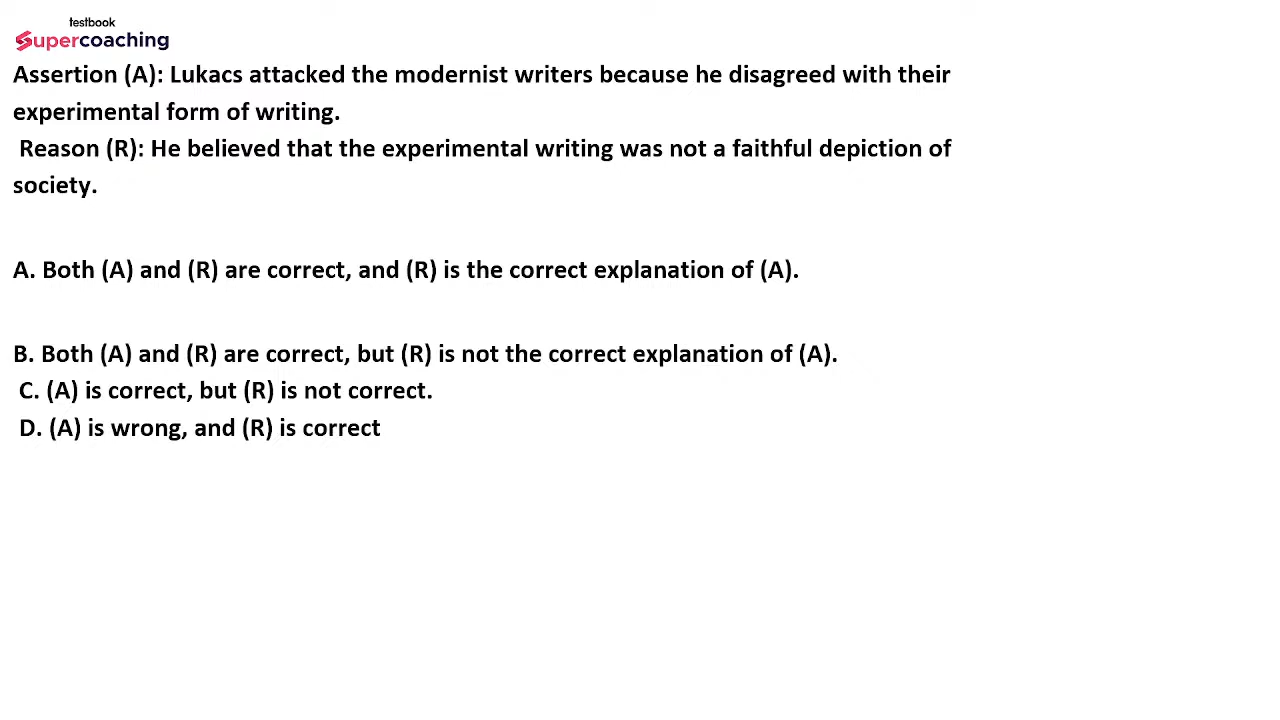 testbook
Supercoaching
Assertion (A): Lukacs attacked the modernist writers because he disagreed with their
experimental form of writing.
Reason (R): He believed that the experimental writing was not a faithful depiction of
society.
A. Both (A) and (R) are correct, and (R) is the correct explanation of (A).
B. Both (A) and (R) are correct, but (R) is not the correct explanation of (A).
C. (A) is correct, but (R) is not correct.
D. (A) is wrong, and (R) is correct